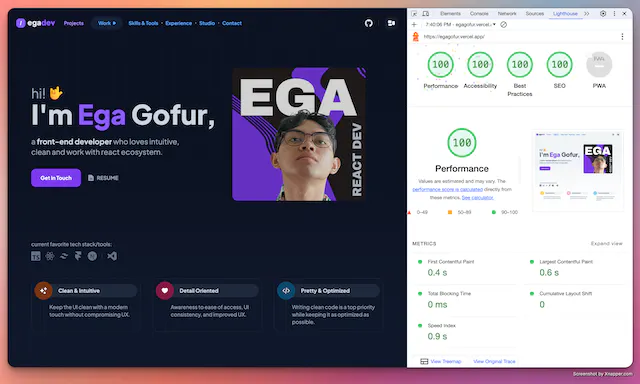 egadev
Projects
Work
Skills & Tools
Experience
Studio
Contact
hi!
I'm Ega Gofur,
a front-end developer who loves intuitive,
clean and work with react ecosystem.
Get In Touch
RESUME
EGA
REACT DEV
current favorite tech stack/tools:
Clean & Intuitive
Keep the UI clean with a modern
touch without compromising UX.
Detail Oriented
Awareness to ease of access, UI
consistency, and improved UX.
Pretty & Optimized
Writing clean code is a top priority
while keeping it as optimized as
possible.
Elements
Console
Network
Sources
Lighthouse
7:40:06 PM - egagofur.vercel.
https://egagofur.vercel.app/
100
Performance
100
Accessibility
100
Best
Practices
100
SEO
PWA
100
Performance
Values are estimated and may vary. The
performance score is calculated directly from
these metrics. See calculator.
0–49
50–89
90–100
METRICS
Expand view
First Contentful Paint
0.4 s
Largest Contentful Paint
0.6 s
Total Blocking Time
0 ms
Cumulative Layout Shift
0
Speed Index
0.9 s
View Treemap
View Original Trace
Screenshot by Xnapper.com